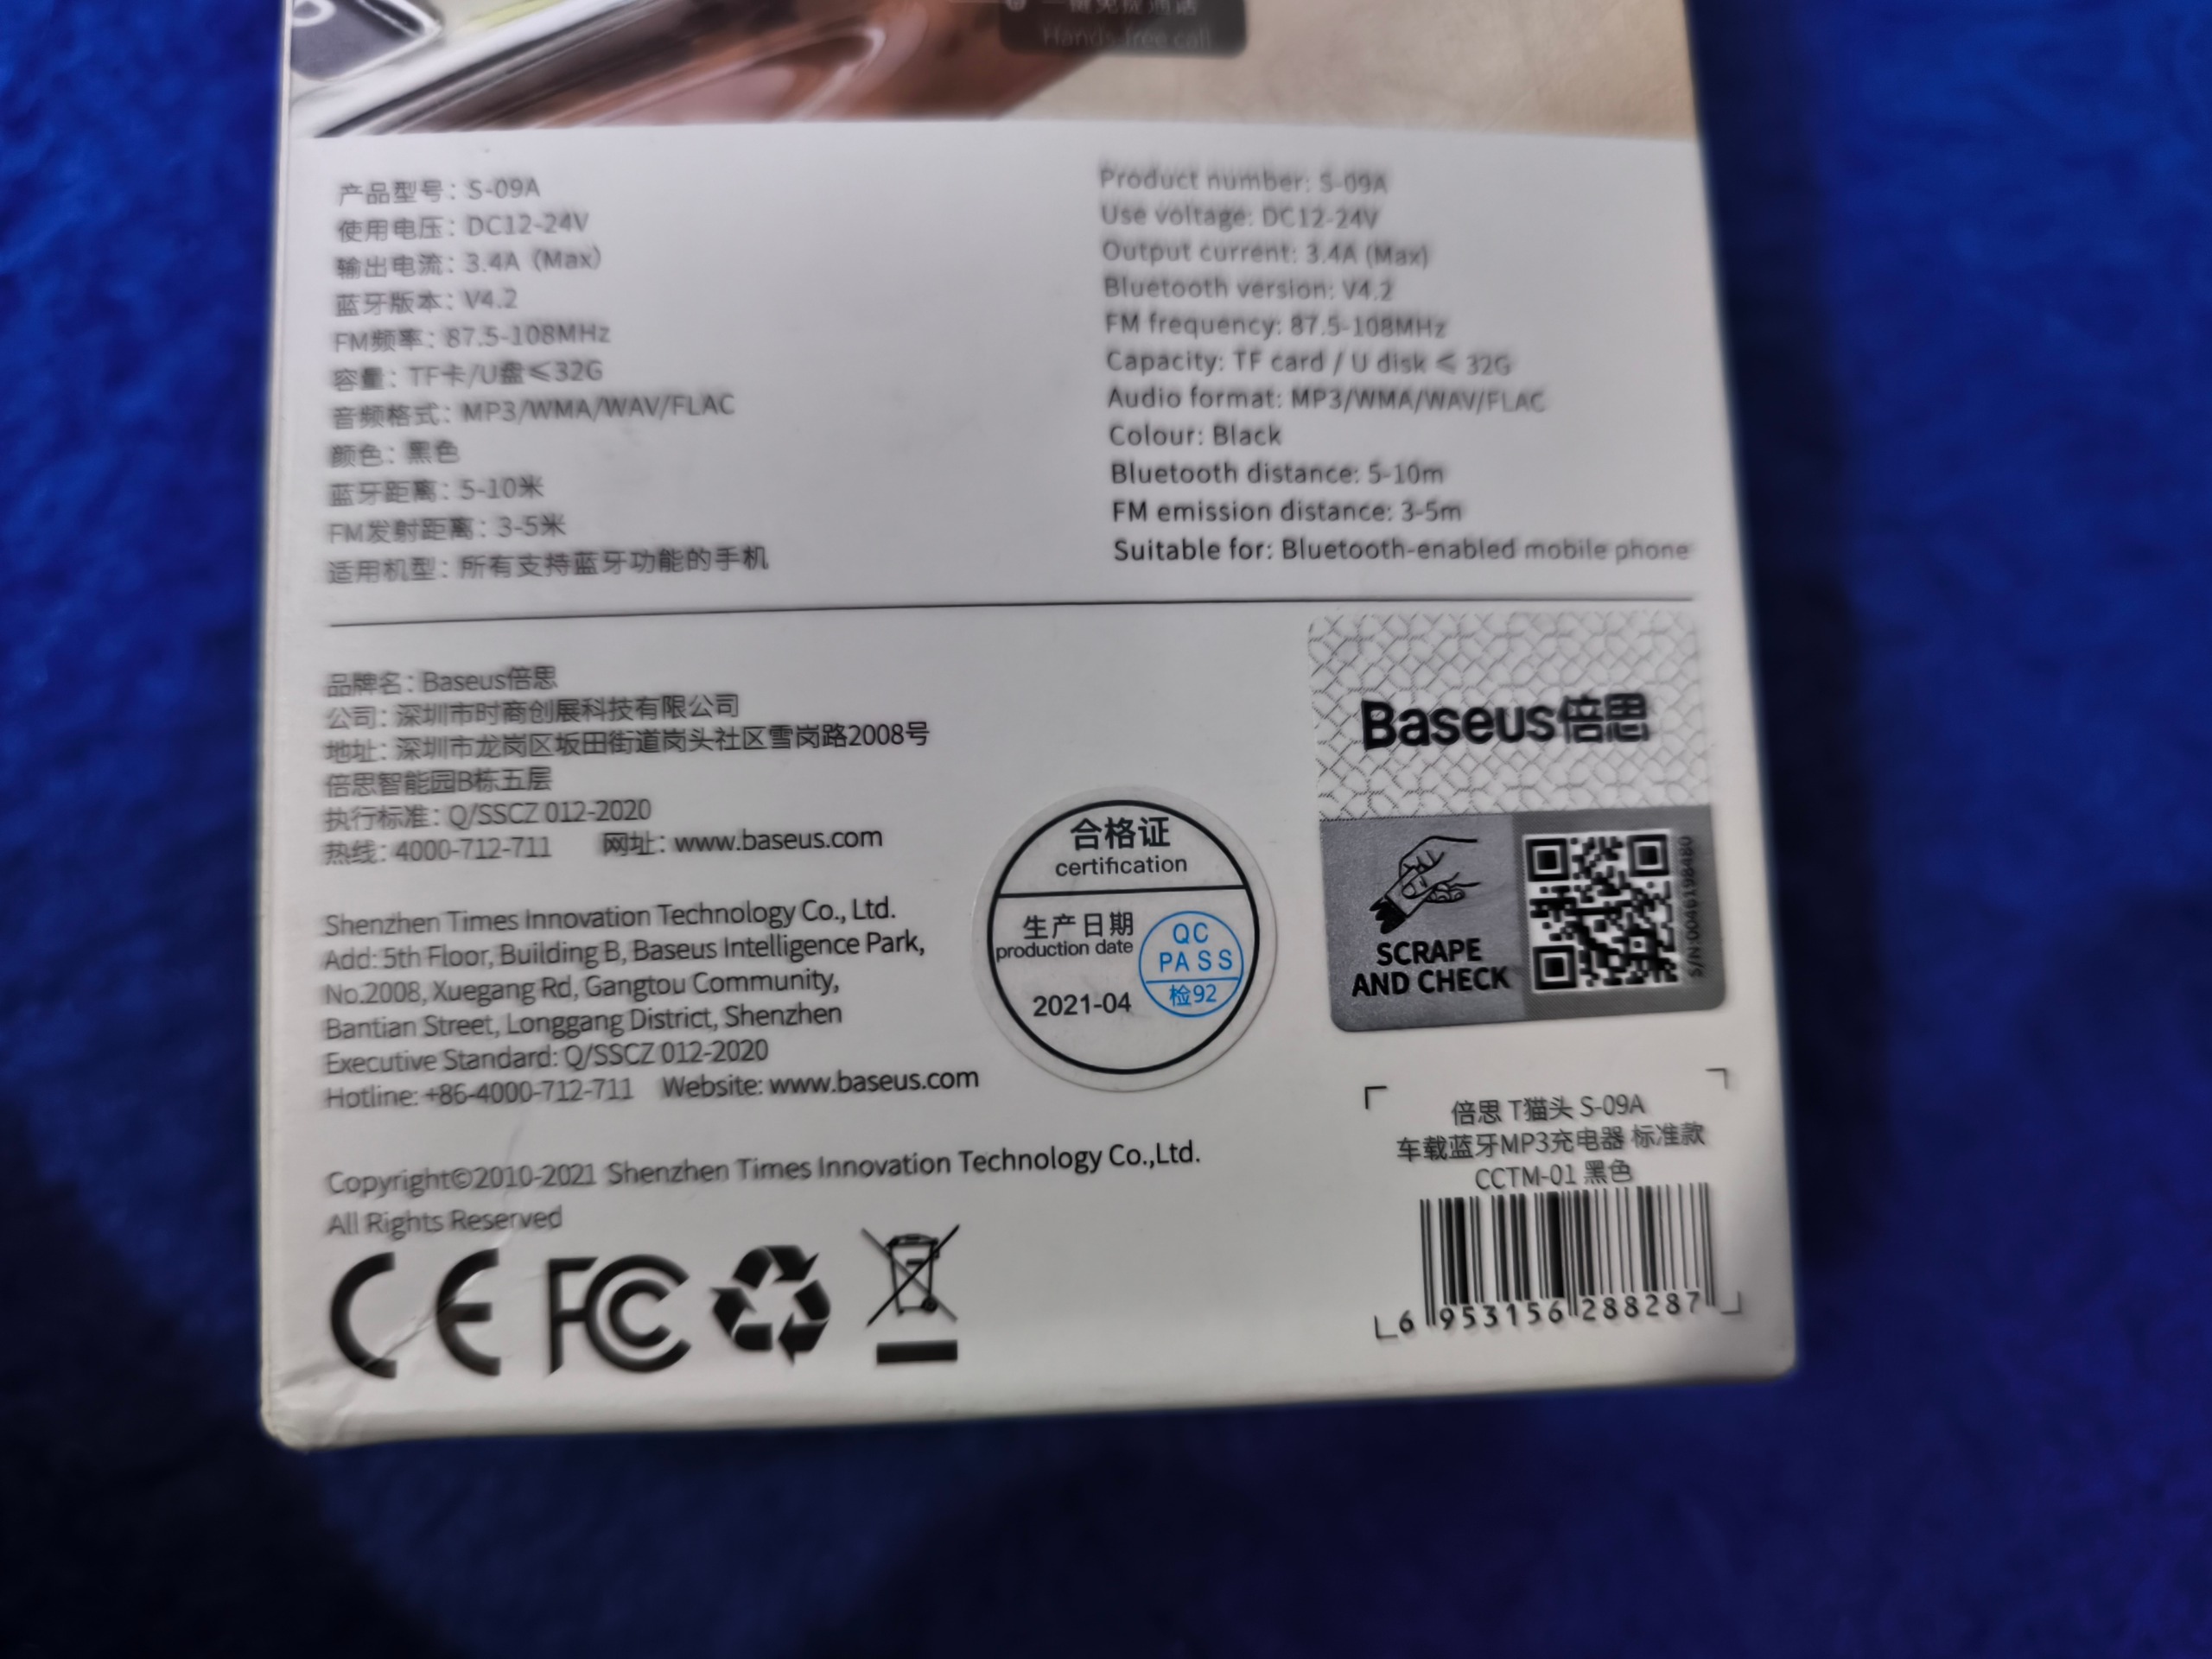 一键免提通话
Hands-free call
产品型号：S-09A
使用电压：DC12-24V
输出电流：3.4A（Max）
蓝牙版本：V4.2
FM频率：87.5-108MHz
容量：TF卡/U盘≤32G
音频格式：MP3/WMA/WAV/FLAC
颜色：黑色
蓝牙距离：5-10米
FM发射距离：3-5米
适用机型：所有支持蓝牙功能的手机
Product number: S-09A
Use voltage: DC12-24V
Output current: 3.4A (Max)
Bluetooth version: V4.2
FM frequency: 87.5-108MHz
Capacity: TF card / U disk ≤ 32G
Audio format: MP3/WMA/WAV/FLAC
Colour: Black
Bluetooth distance: 5-10m
FM emission distance: 3-5m
Suitable for: Bluetooth-enabled mobile phone
品牌名：Baseus倍思
公司：深圳市时商创展科技有限公司
地址：深圳市龙岗区坂田街道岗头社区雪岗路2008号
倍思智能园B栋五层
执行标准：Q/SSCZ 012-2020
热线：4000-712-711 网址：www.baseus.com
Shenzhen Times Innovation Technology Co., Ltd.
Add: 5th Floor, Building B, Baseus Intelligence Park,
No.2008, Xuegang Rd, Gangtou Community,
Bantian Street, Longgang District, Shenzhen
Executive Standard: Q/SSCZ 012-2020
Hotline: +86-4000-712-711 Website: www.baseus.com
Copyright©2010-2021 Shenzhen Times Innovation Technology Co.,Ltd.
All Rights Reserved
CE FC
合格证
certification
生产日期
production date
2021-04
QC
PASS
检92
Baseus倍思
SCRAPE
AND CHECK
S/N:0046198480
倍思 T猫头 S-09A
车载蓝牙MP3充电器 标准款
CCTM-01 黑色
6 953156 288287